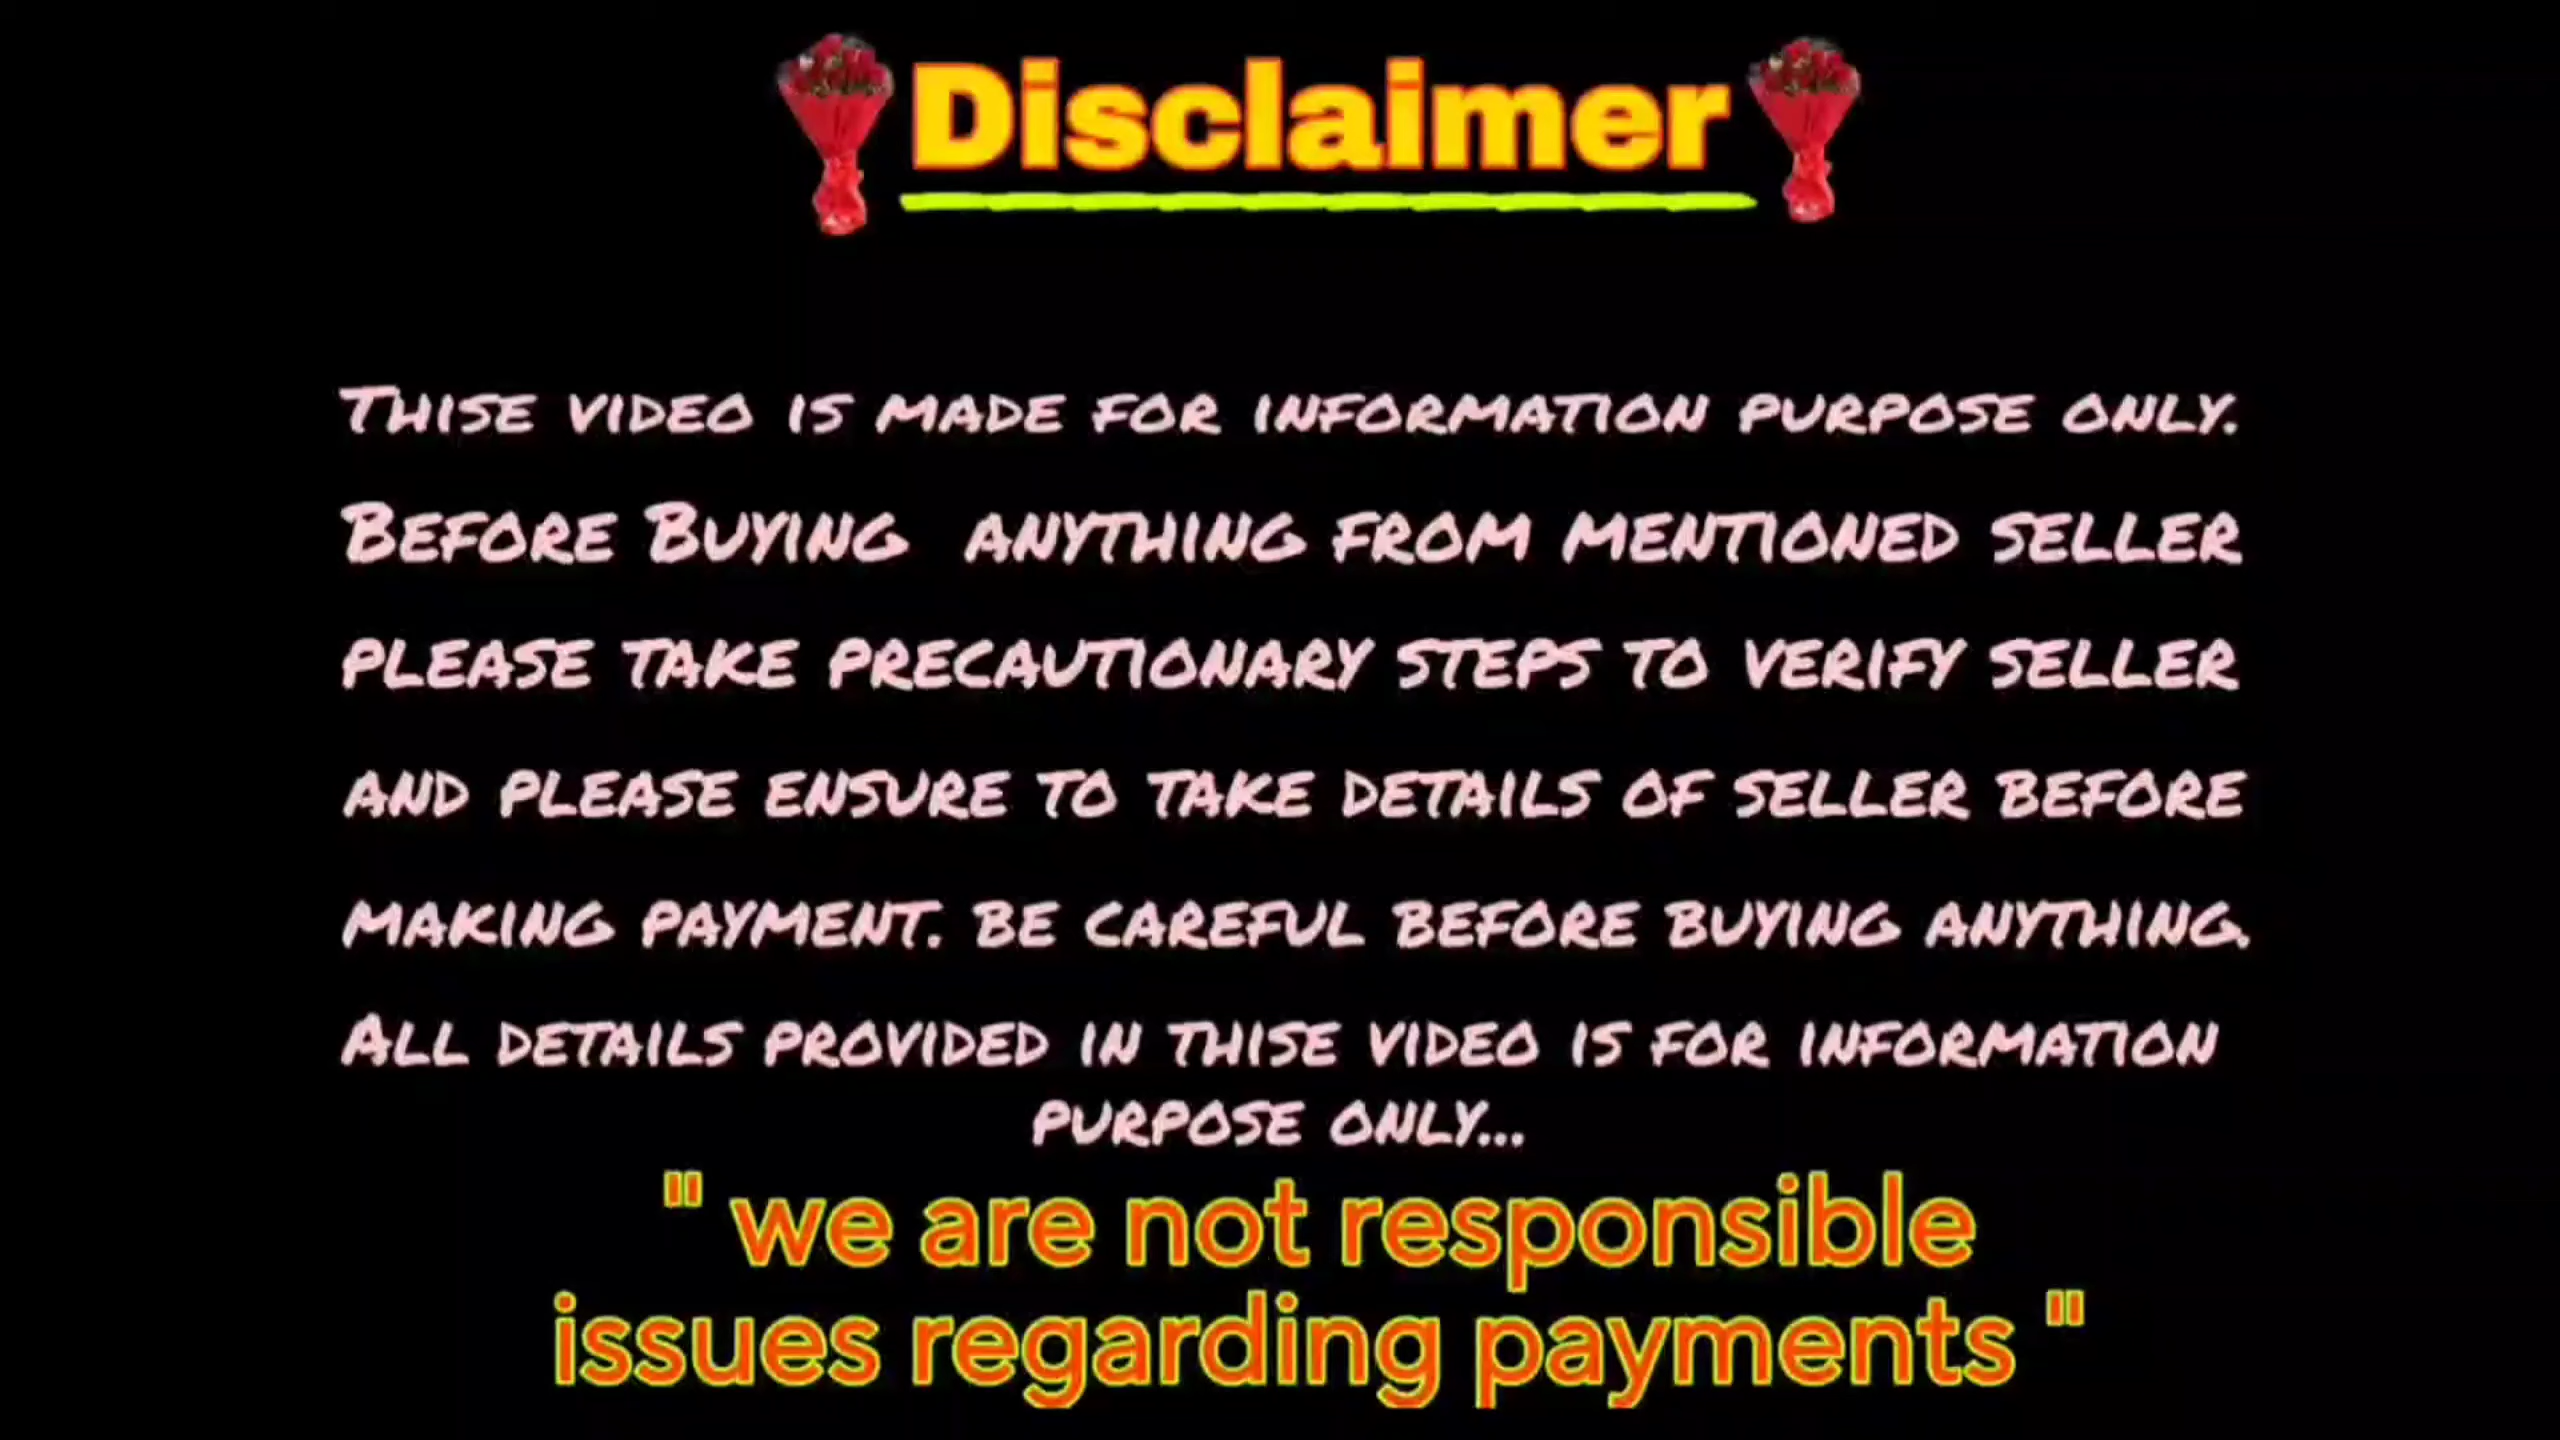 Disclaimer
THISE VIDEO IS MADE FOR INFORMATION PURPOSE ONLY.
BEFORE BUYING ANYTHING FROM MENTIONED SELLER
PLEASE TAKE PRECAUTIONARY STEPS TO VERIFY SELLER
AND PLEASE ENSURE TO TAKE DETAILS OF SELLER BEFORE
MAKING PAYMENT. BE CAREFUL BEFORE BUYING ANYTHING.
ALL DETAILS PROVIDED IN THISE VIDEO IS FOR INFORMATION
PURPOSE ONLY...
" we are not responsible
issues regarding payments "